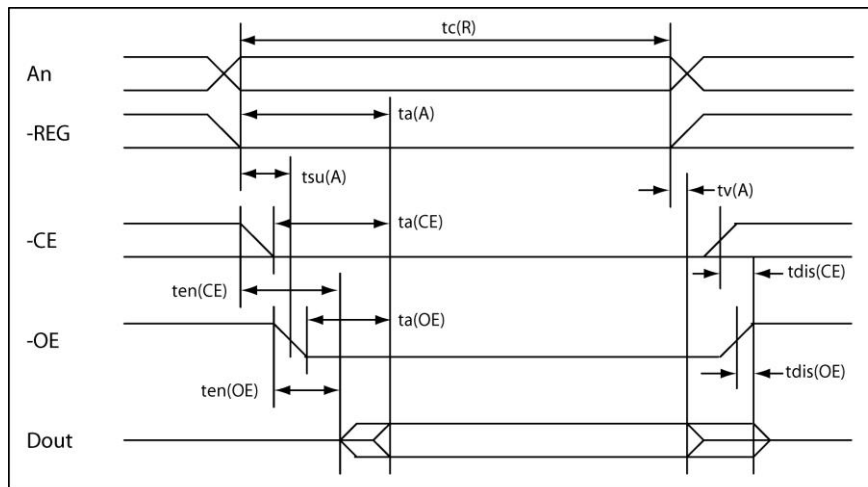 tc(R)
An
ta(A)
-REG
tsu(A)
tv(A)
ta(CE)
-CE
tdis(CE)
ten(CE)
ta(OE)
-OE
tdis(OE)
ten(OE)
Dout